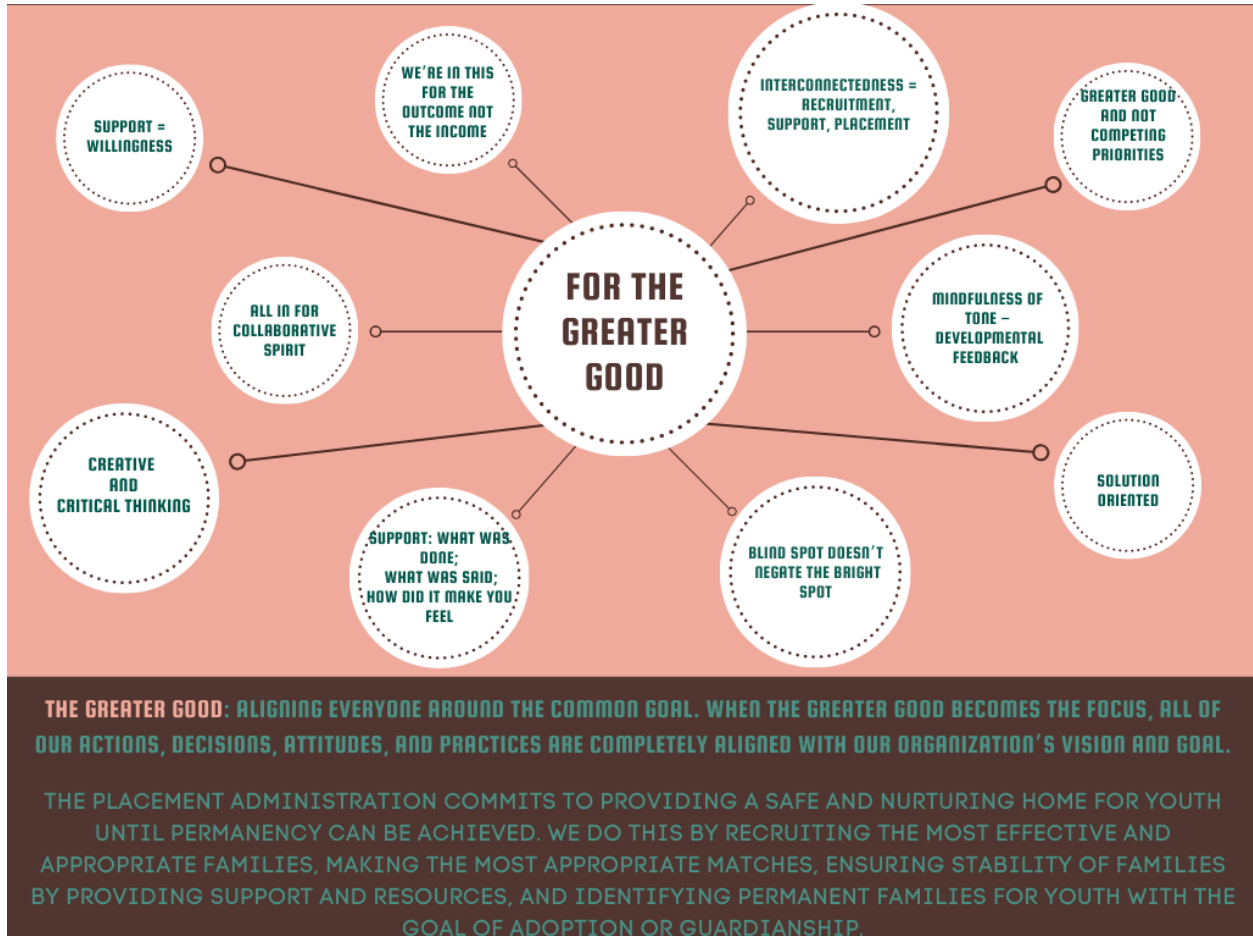 SUPPORT =
WILLINGNESS
WE'RE IN THIS
FOR THE
OUTCOME NOT
THE INCOME
INTERCONNECTEDNESS =
RECRUITMENT,
SUPPORT, PLACEMENT
GREATER GOOD
AND NOT
COMPETING
PRIORITIES
ALL IN FOR
COLLABORATIVE
SPIRIT
FOR THE
GREATER
GOOD
MINDFULNESS OF
TONE –
DEVELOPMENTAL
FEEDBACK
CREATIVE
AND
CRITICAL THINKING
SUPPORT: WHAT WAS
DONE;
WHAT WAS SAID;
HOW DID IT MAKE YOU
FEEL
BLIND SPOT DOESN'T
NEGATE THE BRIGHT
SPOT
SOLUTION
ORIENTED
THE GREATER GOOD: ALIGNING EVERYONE AROUND THE COMMON GOAL. WHEN THE GREATER GOOD BECOMES THE FOCUS, ALL OF
OUR ACTIONS, DECISIONS, ATTITUDES, AND PRACTICES ARE COMPLETELY ALIGNED WITH OUR ORGANIZATION'S VISION AND GOAL.
THE PLACEMENT ADMINISTRATION COMMITS TO PROVIDING A SAFE AND NURTURING HOME FOR YOUTH
UNTIL PERMANENCY CAN BE ACHIEVED. WE DO THIS BY RECRUITING THE MOST EFFECTIVE AND
APPROPRIATE FAMILIES, MAKING THE MOST APPROPRIATE MATCHES, ENSURING STABILITY OF FAMILIES
BY PROVIDING SUPPORT AND RESOURCES, AND IDENTIFYING PERMANENT FAMILIES FOR YOUTH WITH THE
GOAL OF ADOPTION OR GUARDIANSHIP.